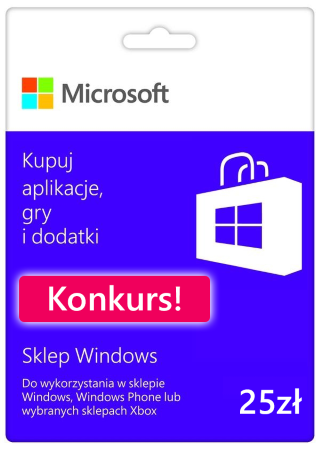 Microsoft
Kupuj
aplikacje,
gry
i dodatki
Konkurs!
Sklep Windows
Do wykorzystania w sklepie
Windows, Windows Phone lub
wybranych sklepach Xbox
25zł